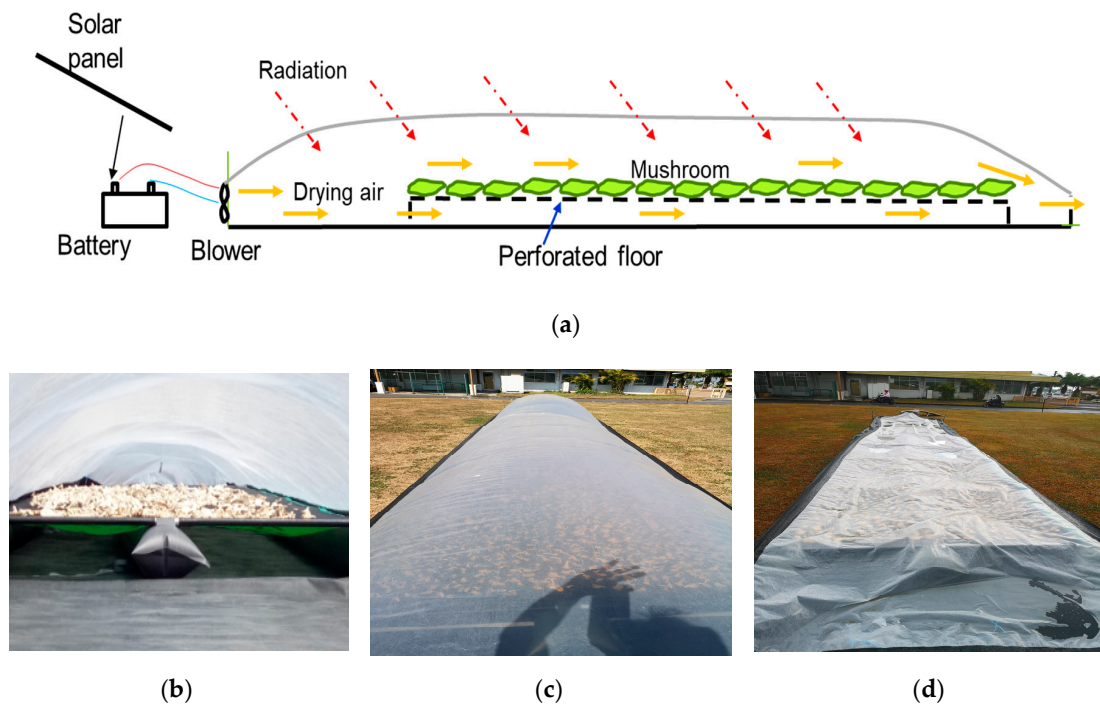 Solar
panel
Radiation
Mushroom
Drying air
Battery
Blower
Perforated floor
(a)
(b)
(c)
(d)